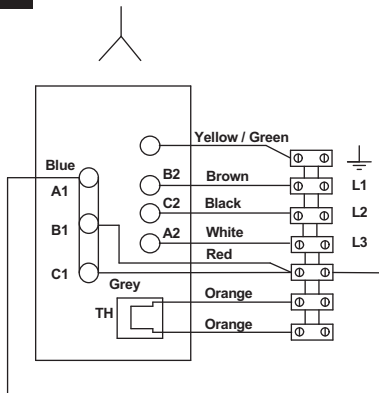 Yellow / Green
Blue
B2 Brown L1
A1
C2 Black L2
B1 A2 White L3
Red
C1
Grey
Orange
TH
Orange